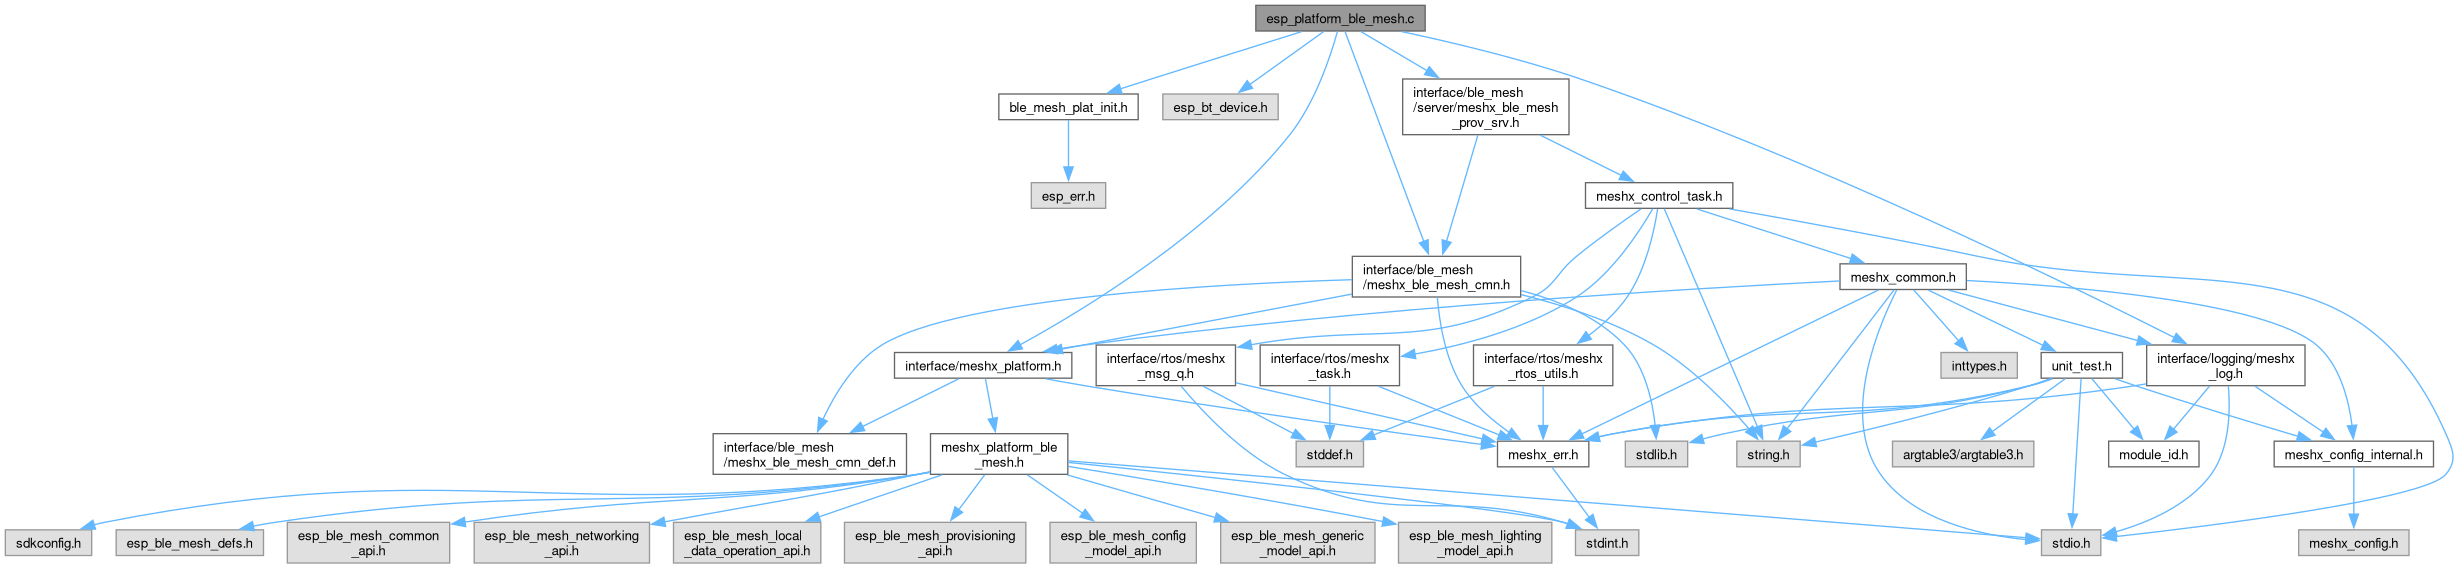 esp_platform_ble_mesh.c
ble_mesh_plat_init.h
esp_bt_device.h
interface/ble_mesh
/server/meshx_ble_mesh
_prov_srv.h
esp_err.h
meshx_control_task.h
interface/ble_mesh
/meshx_ble_mesh_cmn.h
meshx_common.h
interface/meshx_platform.h
interface/rtos/meshx
_msg_q.h
interface/rtos/meshx
_task.h
interface/rtos/meshx
_rtos_utils.h
inttypes.h
unit_test.h
interface/logging/meshx
_log.h
interface/ble_mesh
/meshx_ble_mesh_cmn_def.h
meshx_platform_ble
_mesh.h
stddef.h
meshx_err.h
stdlib.h
string.h
argtable3/argtable3.h
module_id.h
meshx_config_internal.h
sdkconfig.h
esp_ble_mesh_defs.h
esp_ble_mesh_common
_api.h
esp_ble_mesh_networking
_api.h
esp_ble_mesh_local
_data_operation_api.h
esp_ble_mesh_provisioning
_api.h
esp_ble_mesh_config
_model_api.h
esp_ble_mesh_generic
_model_api.h
esp_ble_mesh_lighting
_model_api.h
stdint.h
stdio.h
meshx_config.h